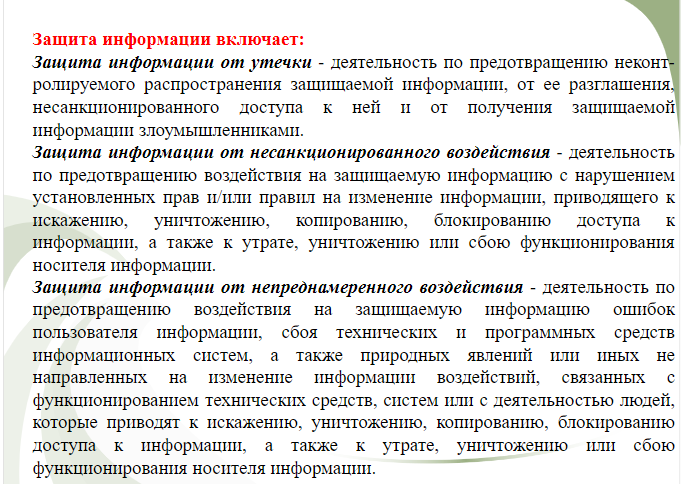 Защита информации включает:
Защита информации от утечки - деятельность по предотвращению неконт-
ролируемого распространения защищаемой информации, от ее разглашения,
несанкционированного доступа к ней и от получения защищаемой
информации злоумышленниками.
Защита информации от несанкционированного воздействия - деятельность
по предотвращению воздействия на защищаемую информацию с нарушением
установленных прав и/или правил на изменение информации, приводящего к
искажению, уничтожению, копированию, блокированию доступа к
информации, а также к утрате, уничтожению или сбою функционирования
носителя информации.
Защита информации от непреднамеренного воздействия - деятельность по
предотвращению воздействия на защищаемую информацию ошибок
пользователя информации, сбоя технических и программных средств
информационных систем, а также природных явлений или иных не
направленных на изменение информации воздействий, связанных с
функционированием технических средств, систем или с деятельностью людей,
которые приводят к искажению, уничтожению, копированию, блокированию
доступа к информации, а также к утрате, уничтожению или сбою
функционирования носителя информации.